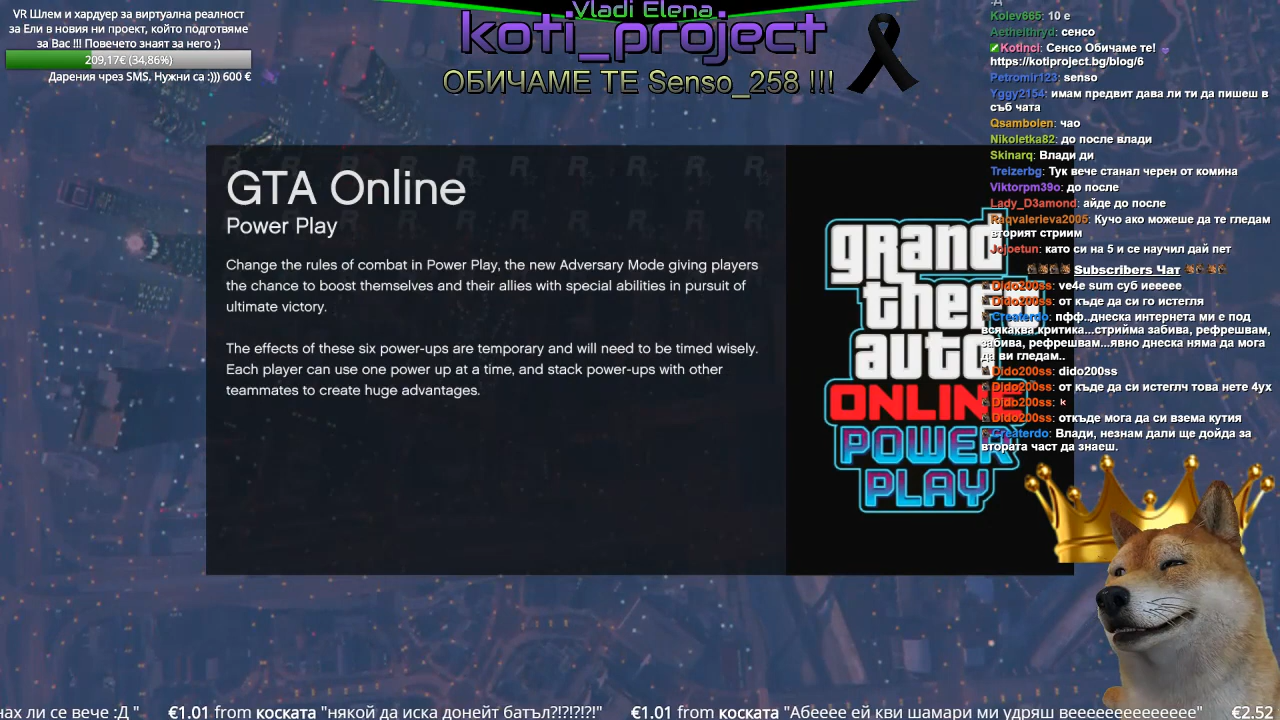 VR Шлем и хардуер за виртуална реалност
за Ели в новия ни проект, който подготвяме
за Вас !!! Повечето знаят за него ;)
209,17€ (34,86%)
Дарения чрез SMS. Нужни са :))) 600 €
Vladi Elena
koti_project
ОБИЧАМЕ ТЕ Senso_258 !!!
GTA Online
Power Play
Change the rules of combat in Power Play, the new Adversary Mode giving players
the chance to boost themselves and their allies with special abilities in pursuit of
ultimate victory.
The effects of these six power-ups are temporary and will need to be timed wisely.
Each player can use one power up at a time, and stack power-ups with other
teammates to create huge advantages.
grand
theft
auto
ONLINE
POWER
PLAY
:Д
Kolev665: 10 е
Aethelthryd: сенсо
Kotinci: Сенсо Обичаме те!
https://kotiproject.bg/blog/6
Petromir123: senso
Yggy2154: имам предвит дава ли ти да пишеш в
съб чата
Qsambolen: чао
Nikoletka82: до после влади
Skinarq: Влади ди
Treizerbg: Тук вече станал черен от комина
Viktorpm39o: до после
Lady_D3amond: айде до после
Raqvalerieva2005: Кучо ако можеше да те гледам
вторият стриим
Jojoetun: като си на 5 и се научил дай пет
Subscribers Чат
Dido200ss: ve4e sum суб иеееее
Dido200ss: от къде да си го истегля
Createrdo: пфф..днеска интернета ми е под
всякаква критика...стрийма забива, рефрешвам,
забива, рефрешвам...явно днеска няма да мога
да ви гледам..
Dido200ss: dido200ss
Dido200ss: от къде да си истеглч това нете 4ух
Dido200ss:
Dido200ss: откъде мога да си взема кутия
Createrdo: Влади, незнам дали ще дойда за
втората част да знаеш.
нах ли се вече :Д " €1.01 from коската "някой да иска донейт батъл?!?!?!?!" €1.01 from коската "Абееее ей кви шамари ми удряш вееееееееееееее" €2.52